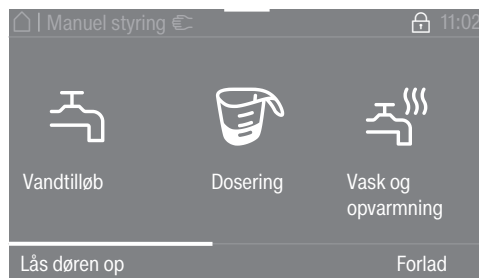 | Manuel styring 11:02
Vandtilløb Dosering Vask og
opvarmning
Lås døren op Forlad